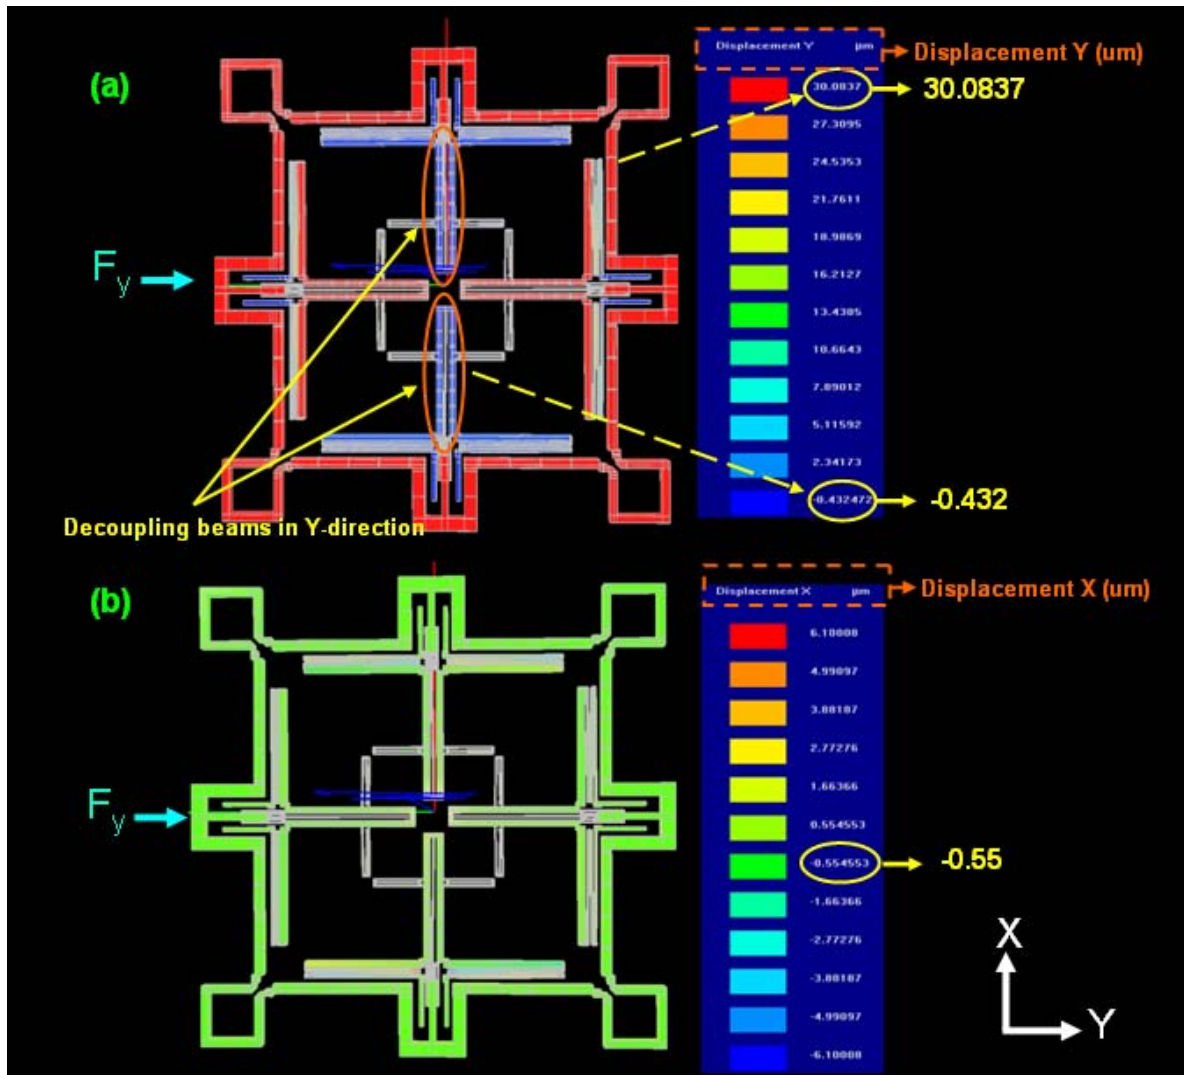 Displacement Y μm
Displacement Y (um)
(a)
30.0837
30.0837
27.3095
24.5353
21.7611
18.9869
16.2127
Fy
13.4385
10.6643
7.89012
5.11592
2.34173
-0.432472
-0.432
Decoupling beams in Y-direction
Displacement X μm
Displacement X (um)
(b)
6.10008
4.99097
3.88187
2.77276
1.66366
Fy
0.554553
-0.554553
-0.55
-1.66366
-2.77276
-3.88187
-4.99097
-6.10008
X
Y